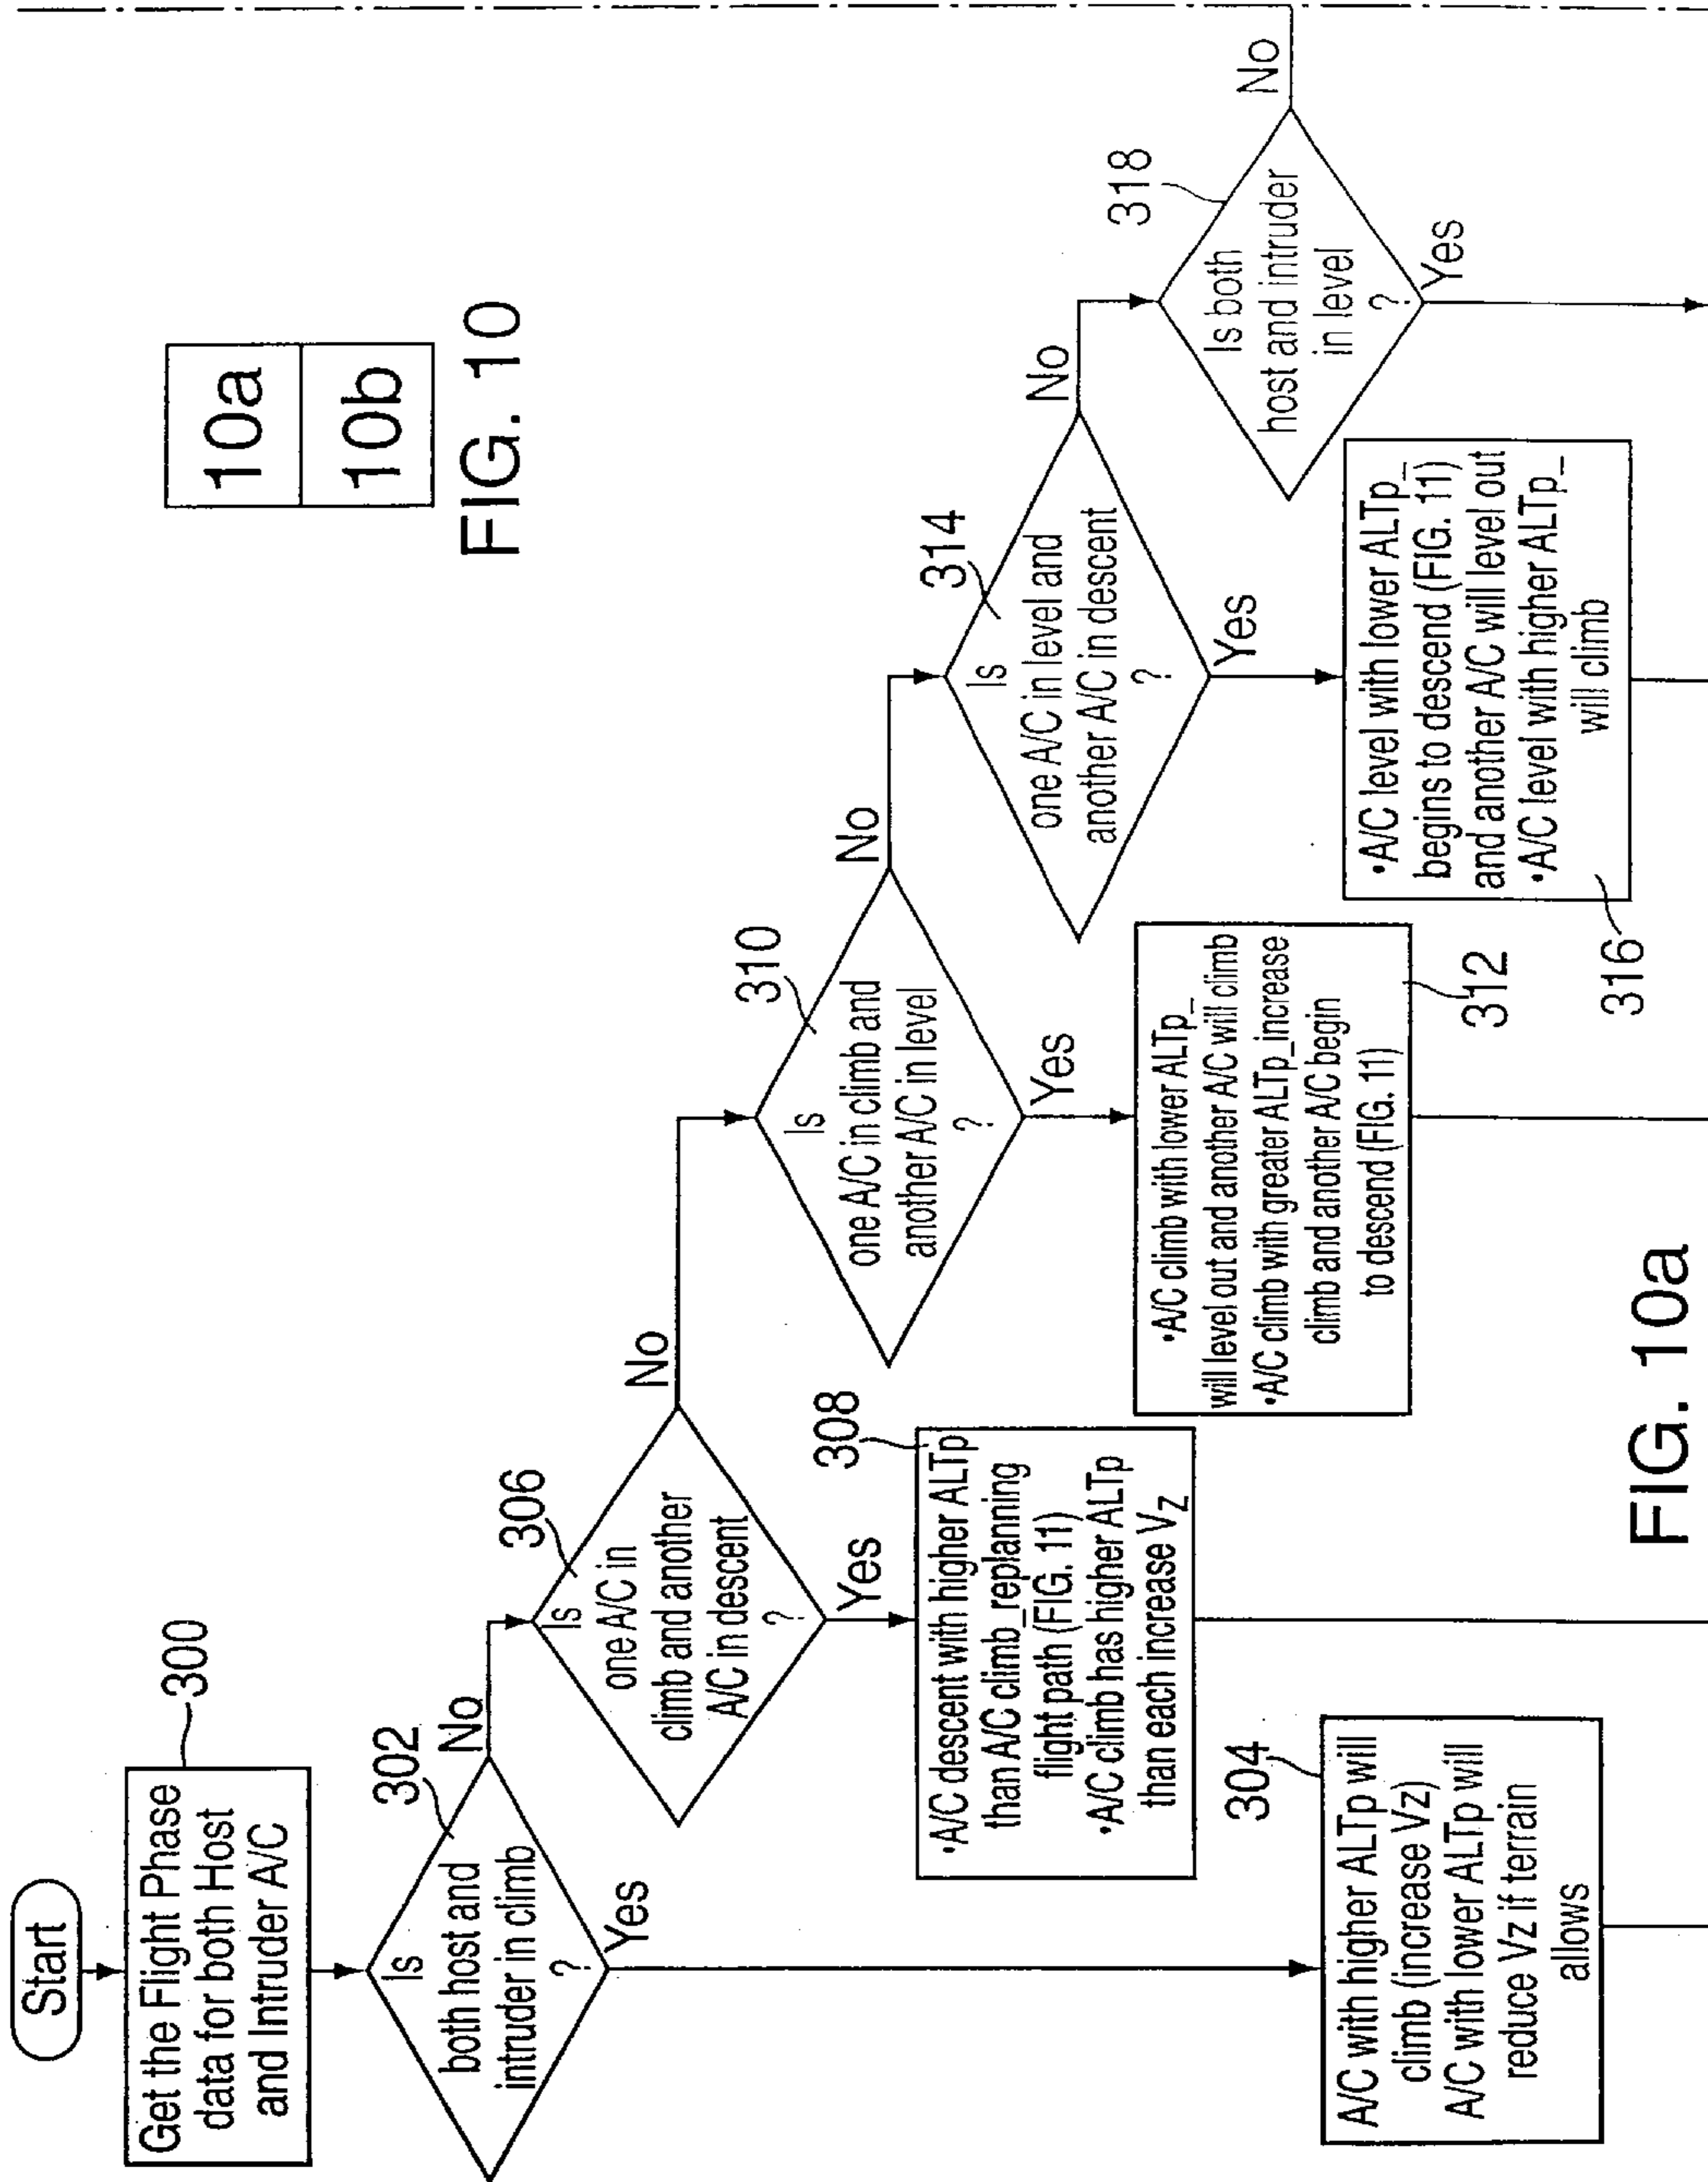 Start
Get the Flight Phase
data for both Host
and Intruder A/C
300
Is
both host and
intruder in climb
?
302
No
Yes
304
A/C with higher ALTp will
climb (increase Vz)
A/C with lower ALTp will
reduce Vz if terrain
allows
Is
one A/C in
climb and another
A/C in descent
?
306
No
Yes
308
•A/C descent with higher ALTp
than A/C climb_replanning
flight path (FIG. 11)
•A/C climb has higher ALTp
than each increase VZ
Is
one A/C in climb and
another A/C in level
?
310
No
Yes
•A/C climb with lower ALTp_
will level out and another A/C will climb
•A/C climb with greater ALTp_increase
climb and another A/C begin
to descend (FIG. 11)
312
Is
one A/C in level and
another A/C in descent
?
314
No
Yes
•A/C level with lower ALTp_
begins to descend (FIG. 11)
and another A/C will level out
•A/C level with higher ALTp_
will climb
316
Is both
host and intruder
in level
?
318
No
Yes
10a
10b
FIG. 10
FIG. 10a